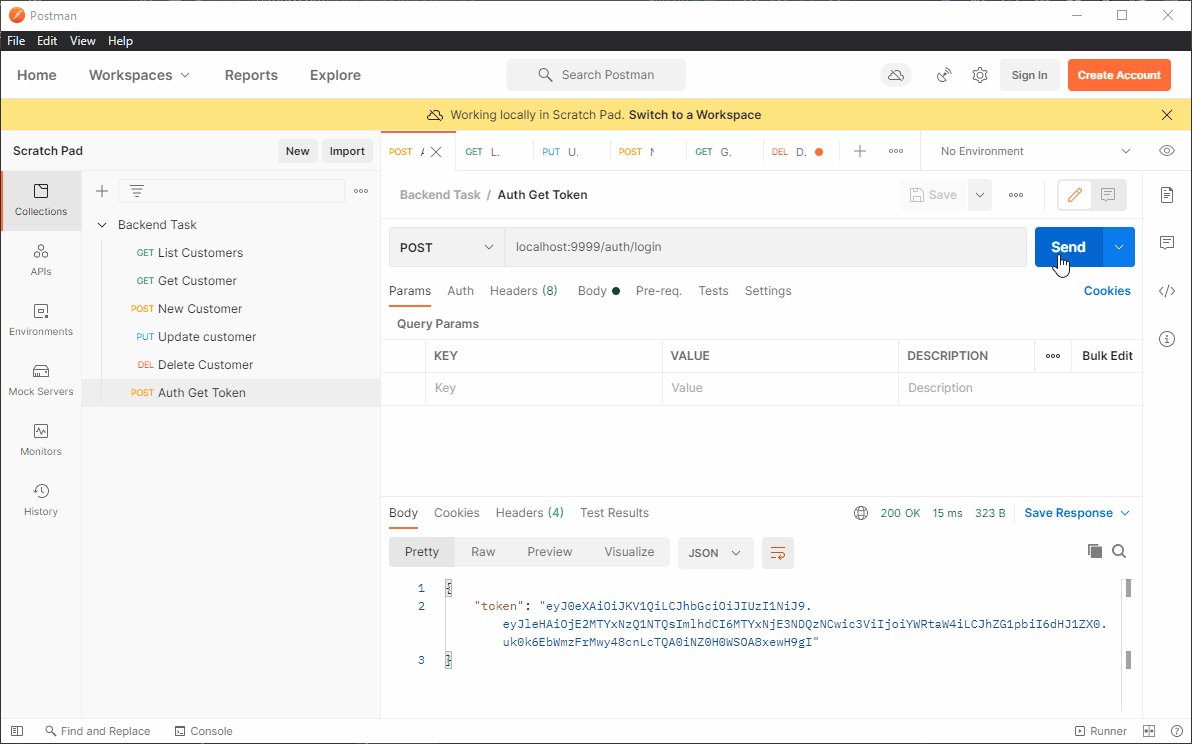 Postman
File Edit View Help
Home Workspaces Reports Explore Search Postman Sign In Create Account
Working locally in Scratch Pad. Switch to a Workspace
Scratch Pad New Import POST GET L. PUT U. POST GET G. DEL D. No Environment
Backend Task / Auth Get Token Save
Collections
Backend Task
GET List Customers
GET Get Customer
POST New Customer
PUT Update customer
DEL Delete Customer
POST Auth Get Token
APIs
Environments
Mock Servers
Monitors
History
POST localhost:9999/auth/login Send
Params Auth Headers (8) Body Pre-req. Tests Settings Cookies
Query Params
KEY VALUE DESCRIPTION Bulk Edit
Key Value Description
Body Cookies Headers (4) Test Results 200 OK 15 ms 323 B Save Response
Pretty Raw Preview Visualize JSON
1 {
2 "token": "eyJ0eXAiOiJKV1QiLCJhbGciOiJIUzI1NiJ9.
eyJleHAiOjE2MTYxNzQ1NTQsImlhdCI6MTYxNjE3NDQzNCwic3ViIjoiYWRtaW4iLCJhZG1pbiI6dHJ1ZX0.
uk0k6EbWmzFrMwy48cnLcTQA0iNZ0H0WSOA8xewH9gI"
3 }
Find and Replace Console Runner